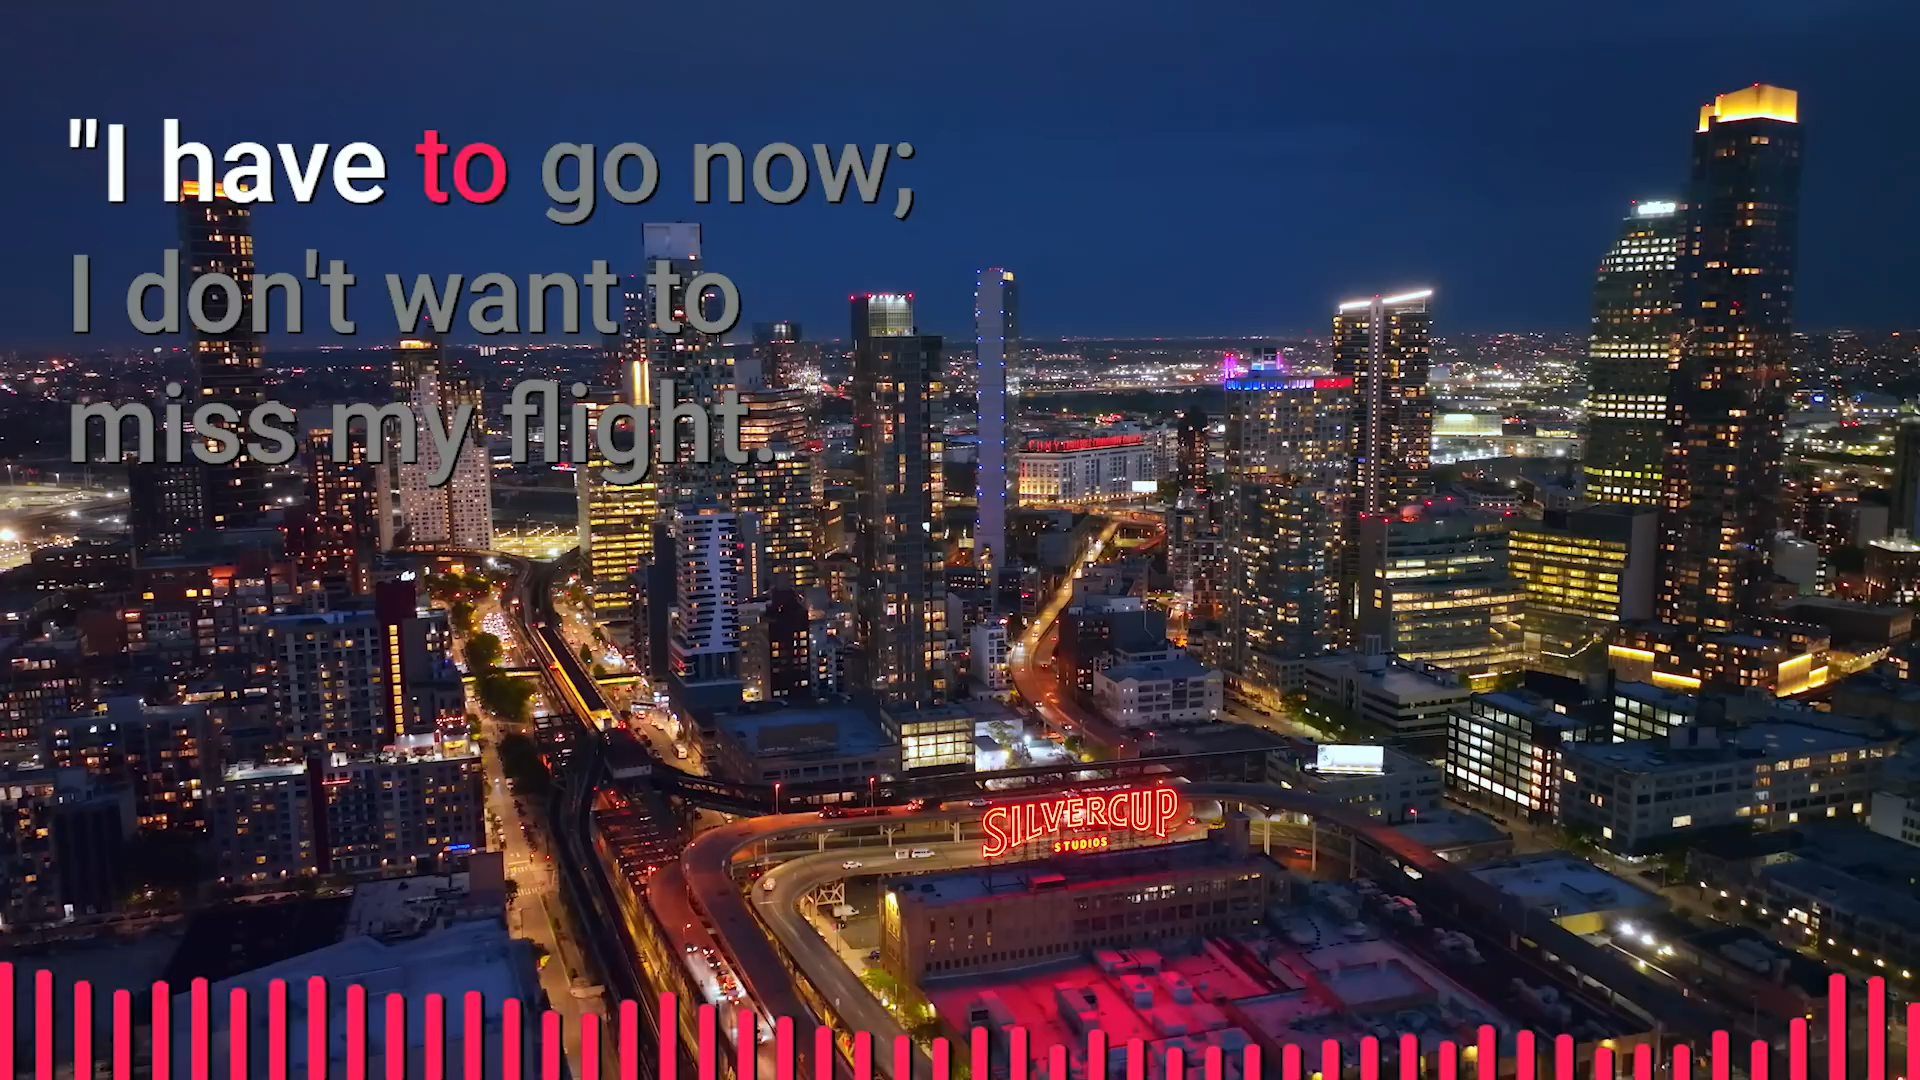 "I have to go now;
I don't want to
miss my flight.
SILVERCUP
STUDIOS